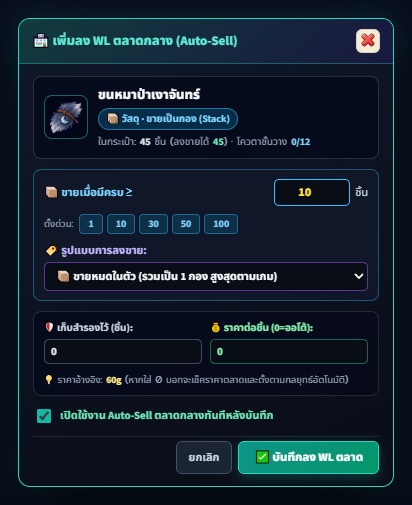 เพิ่มลง WL ตลาดกลาง (Auto-Sell)
ขนหมาป่าเงาจันทร์
วัสดุ · ขายเป็นกอง (Stack)
ในกระเป๋า: 45 ชิ้น (ลงขายได้ 45) · โควตาชั้นวาง 0/12
ขายเมื่อมีครบ ≥ 10 ชิ้น
ตั้งด่วน: 1 10 30 50 100
รูปแบบการลงขาย:
ขายหมดในตัว (รวมเป็น 1 กอง สูงสุดตามเกม)
เก็บสำรองไว้ (ชิ้น): ราคาต่อชิ้น (0=ออโต้):
0 0
ราคาอ้างอิง: 60g (หากใส่ 0 บอทจะเช็คราคาตลาดและตั้งตามกลยุทธ์อัตโนมัติ)
เปิดใช้งาน Auto-Sell ตลาดกลางทันทีหลังบันทึก
ยกเลิก บันทึกลง WL ตลาด